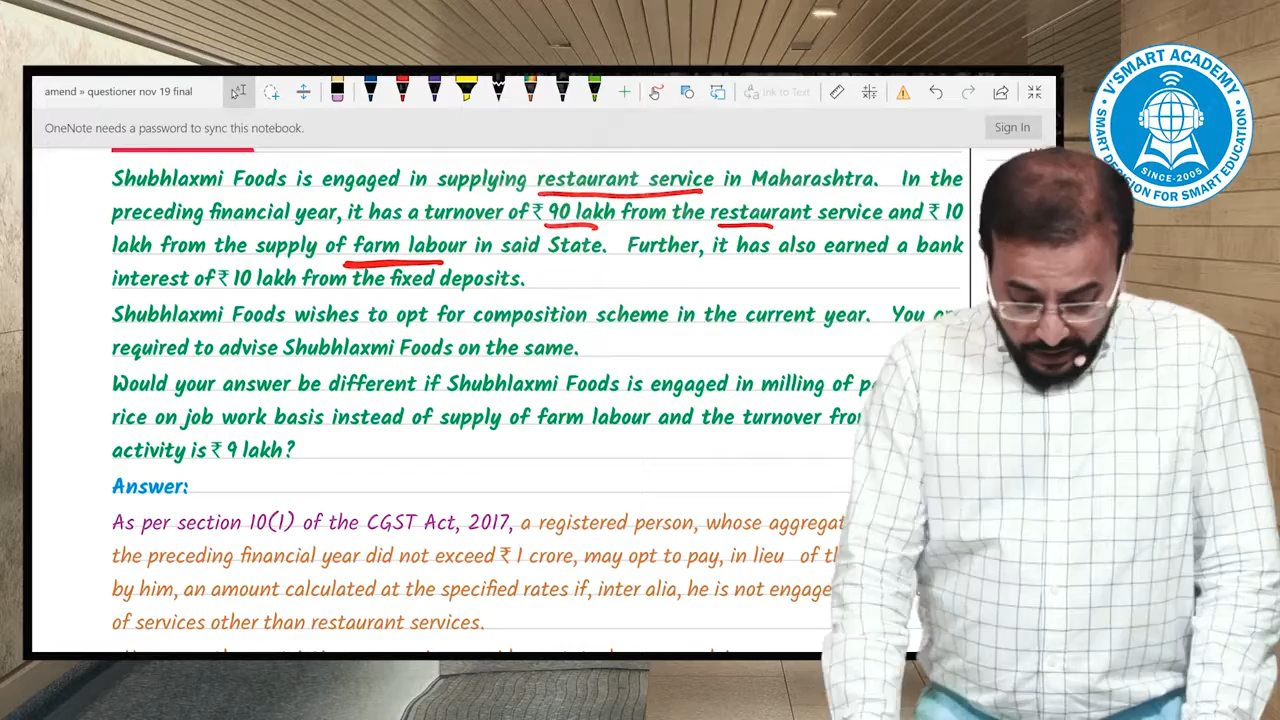 amend » questioner nov 19 final
Link to Text
OneNote needs a password to sync this notebook.
Sign In
Shubhlaxmi Foods is engaged in supplying restaurant service in Maharashtra. In the
preceding financial year, it has a turnover of ₹ 90 lakh from the restaurant service and ₹ 10
lakh from the supply of farm labour in said State. Further, it has also earned a bank
interest of ₹ 10 lakh from the fixed deposits.
Shubhlaxmi Foods wishes to opt for composition scheme in the current year. You
required to advise Shubhlaxmi Foods on the same.
Would your answer be different if Shubhlaxmi Foods is engaged in milling of
rice on job work basis instead of supply of farm labour and the turnover
activity is ₹ 9 lakh?
Answer:
As per section 10(1) of the CGST Act, 2017, a registered person, whose
the preceding financial year did not exceed ₹ 1 crore, may opt to pay, in lieu of
by him, an amount calculated at the specified rates if, inter alia, he is not
of services other than restaurant services.
V'SMART ACADEMY
SMART DECISION FOR SMART EDUCATION
SINCE-2005